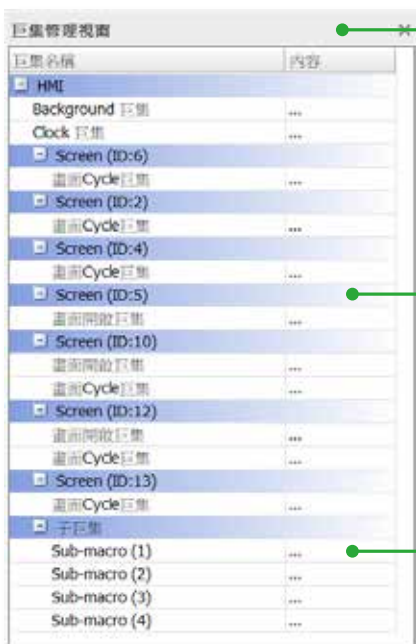 巨集管理視窗
巨集名稱 內容
HMI
Background 巨集 ...
Clock 巨集 ...
Screen (ID:6)
畫面Cycle巨集 ...
Screen (ID:2)
畫面Cycle巨集 ...
Screen (ID:4)
畫面Cycle巨集 ...
Screen (ID:5)
畫面開啟巨集 ...
Screen (ID:10)
畫面開啟巨集 ...
畫面Cycle巨集 ...
Screen (ID:12)
畫面開啟巨集 ...
畫面Cycle巨集 ...
Screen (ID:13)
畫面Cycle巨集 ...
子巨集
Sub-macro (1) ...
Sub-macro (2) ...
Sub-macro (3) ...
Sub-macro (4) ...